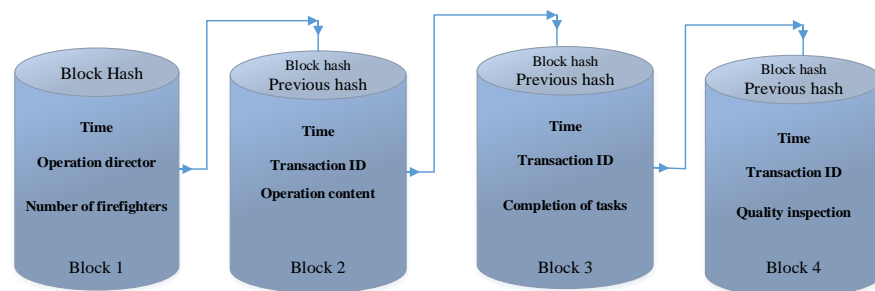 Block Hash
Time
Operation director
Number of firefighters
Block 1
Block hash
Previous hash
Time
Transaction ID
Operation content
Block 2
Block hash
Previous hash
Time
Transaction ID
Completion of tasks
Block 3
Block hash
Previous hash
Time
Transaction ID
Quality inspection
Block 4